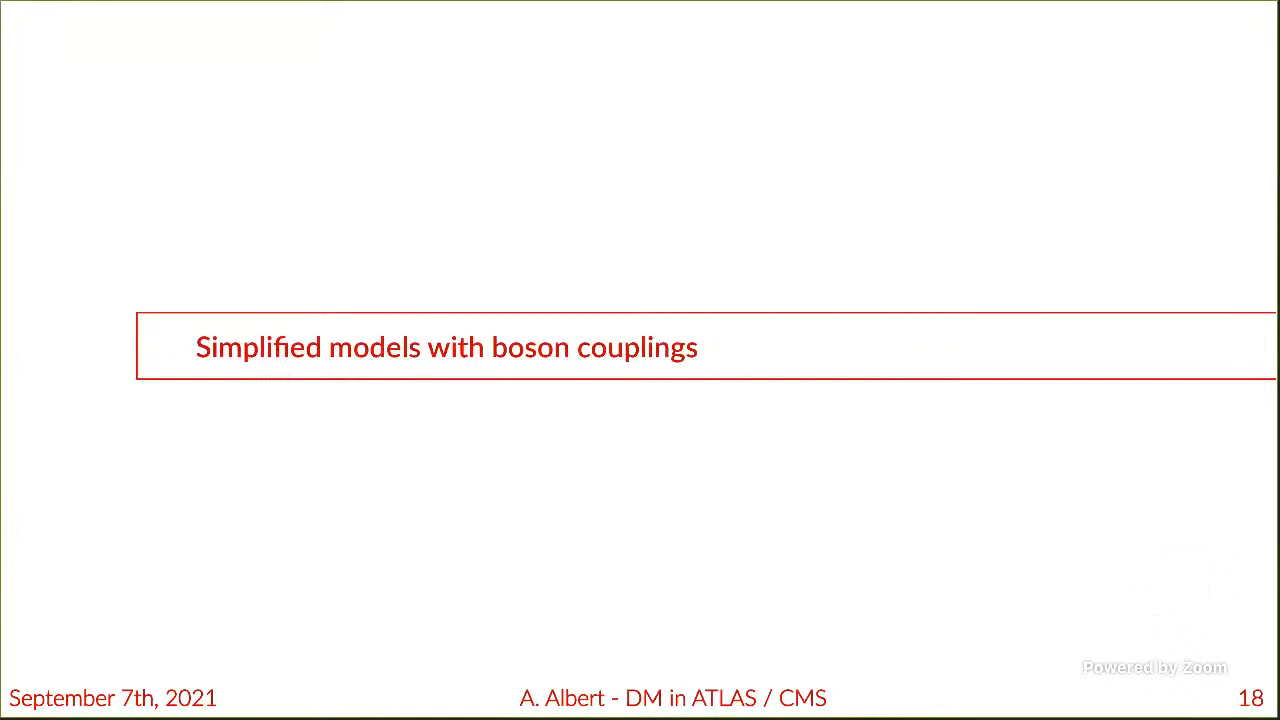 Simplified models with boson couplings
Powered by Zoom
September 7th, 2021
A. Albert - DM in ATLAS / CMS
18